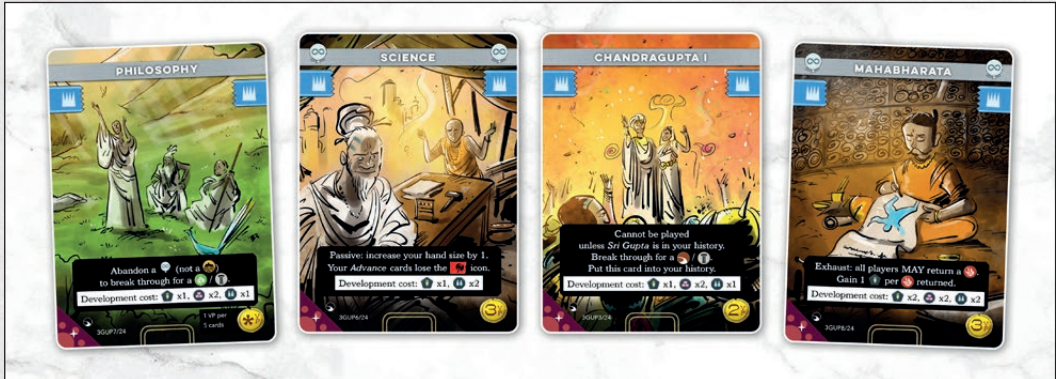 PHILOSOPHY
Abandon a (not a )
to break through for a /
Development cost: x1, x2, x1
1 VP per
5 cards
3GUP7/24
SCIENCE
Passive: increase your hand size by 1.
Your Advance cards lose the icon.
Development cost: x1, x2
3GUP6/24
3
CHANDRAGUPTA I
Cannot be played
unless Sri Gupta is in your history.
Break through for a /
Put this card into your history.
Development cost: x1, x2, x1
3GUP3/24
2
MAHABHARATA
Exhaust: all players MAY return a .
Gain 1 per returned.
Development cost: x2, x2, x2
3GUP8/24
3